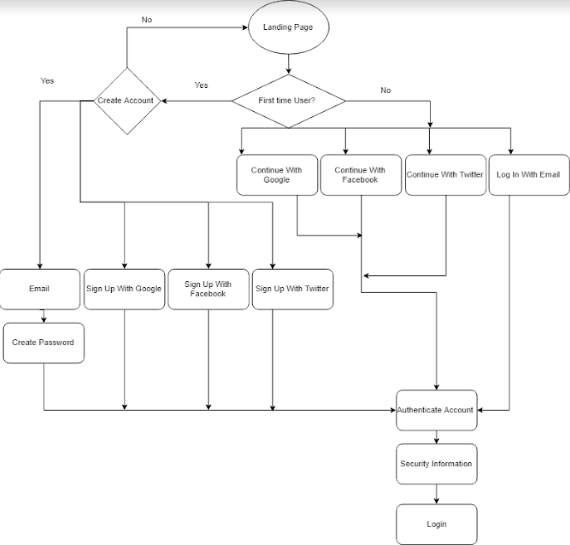 No
Landing Page
Yes
Create Account
Yes
First time User?
No
Continue With
Google
Continue With
Facebook
Continue With Twitter
Log In With Email
Email
Sign Up With Google
Sign Up With
Facebook
Sign Up With Twitter
Create Password
Authenticate Account
Security Information
Login